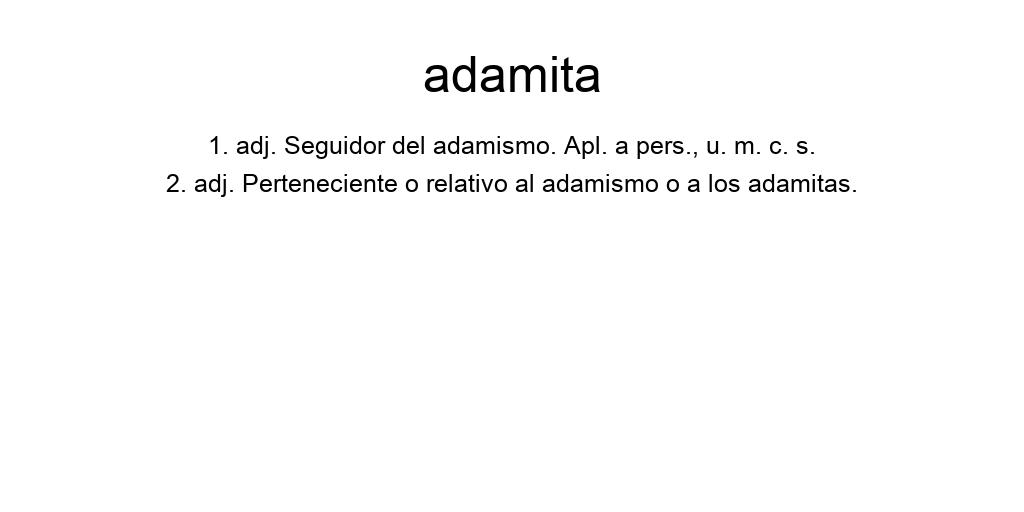 adamita
1. adj. Seguidor del adamismo. Apl. a pers., u. m. c. s.
2. adj. Perteneciente o relativo al adamismo o a los adamitas.